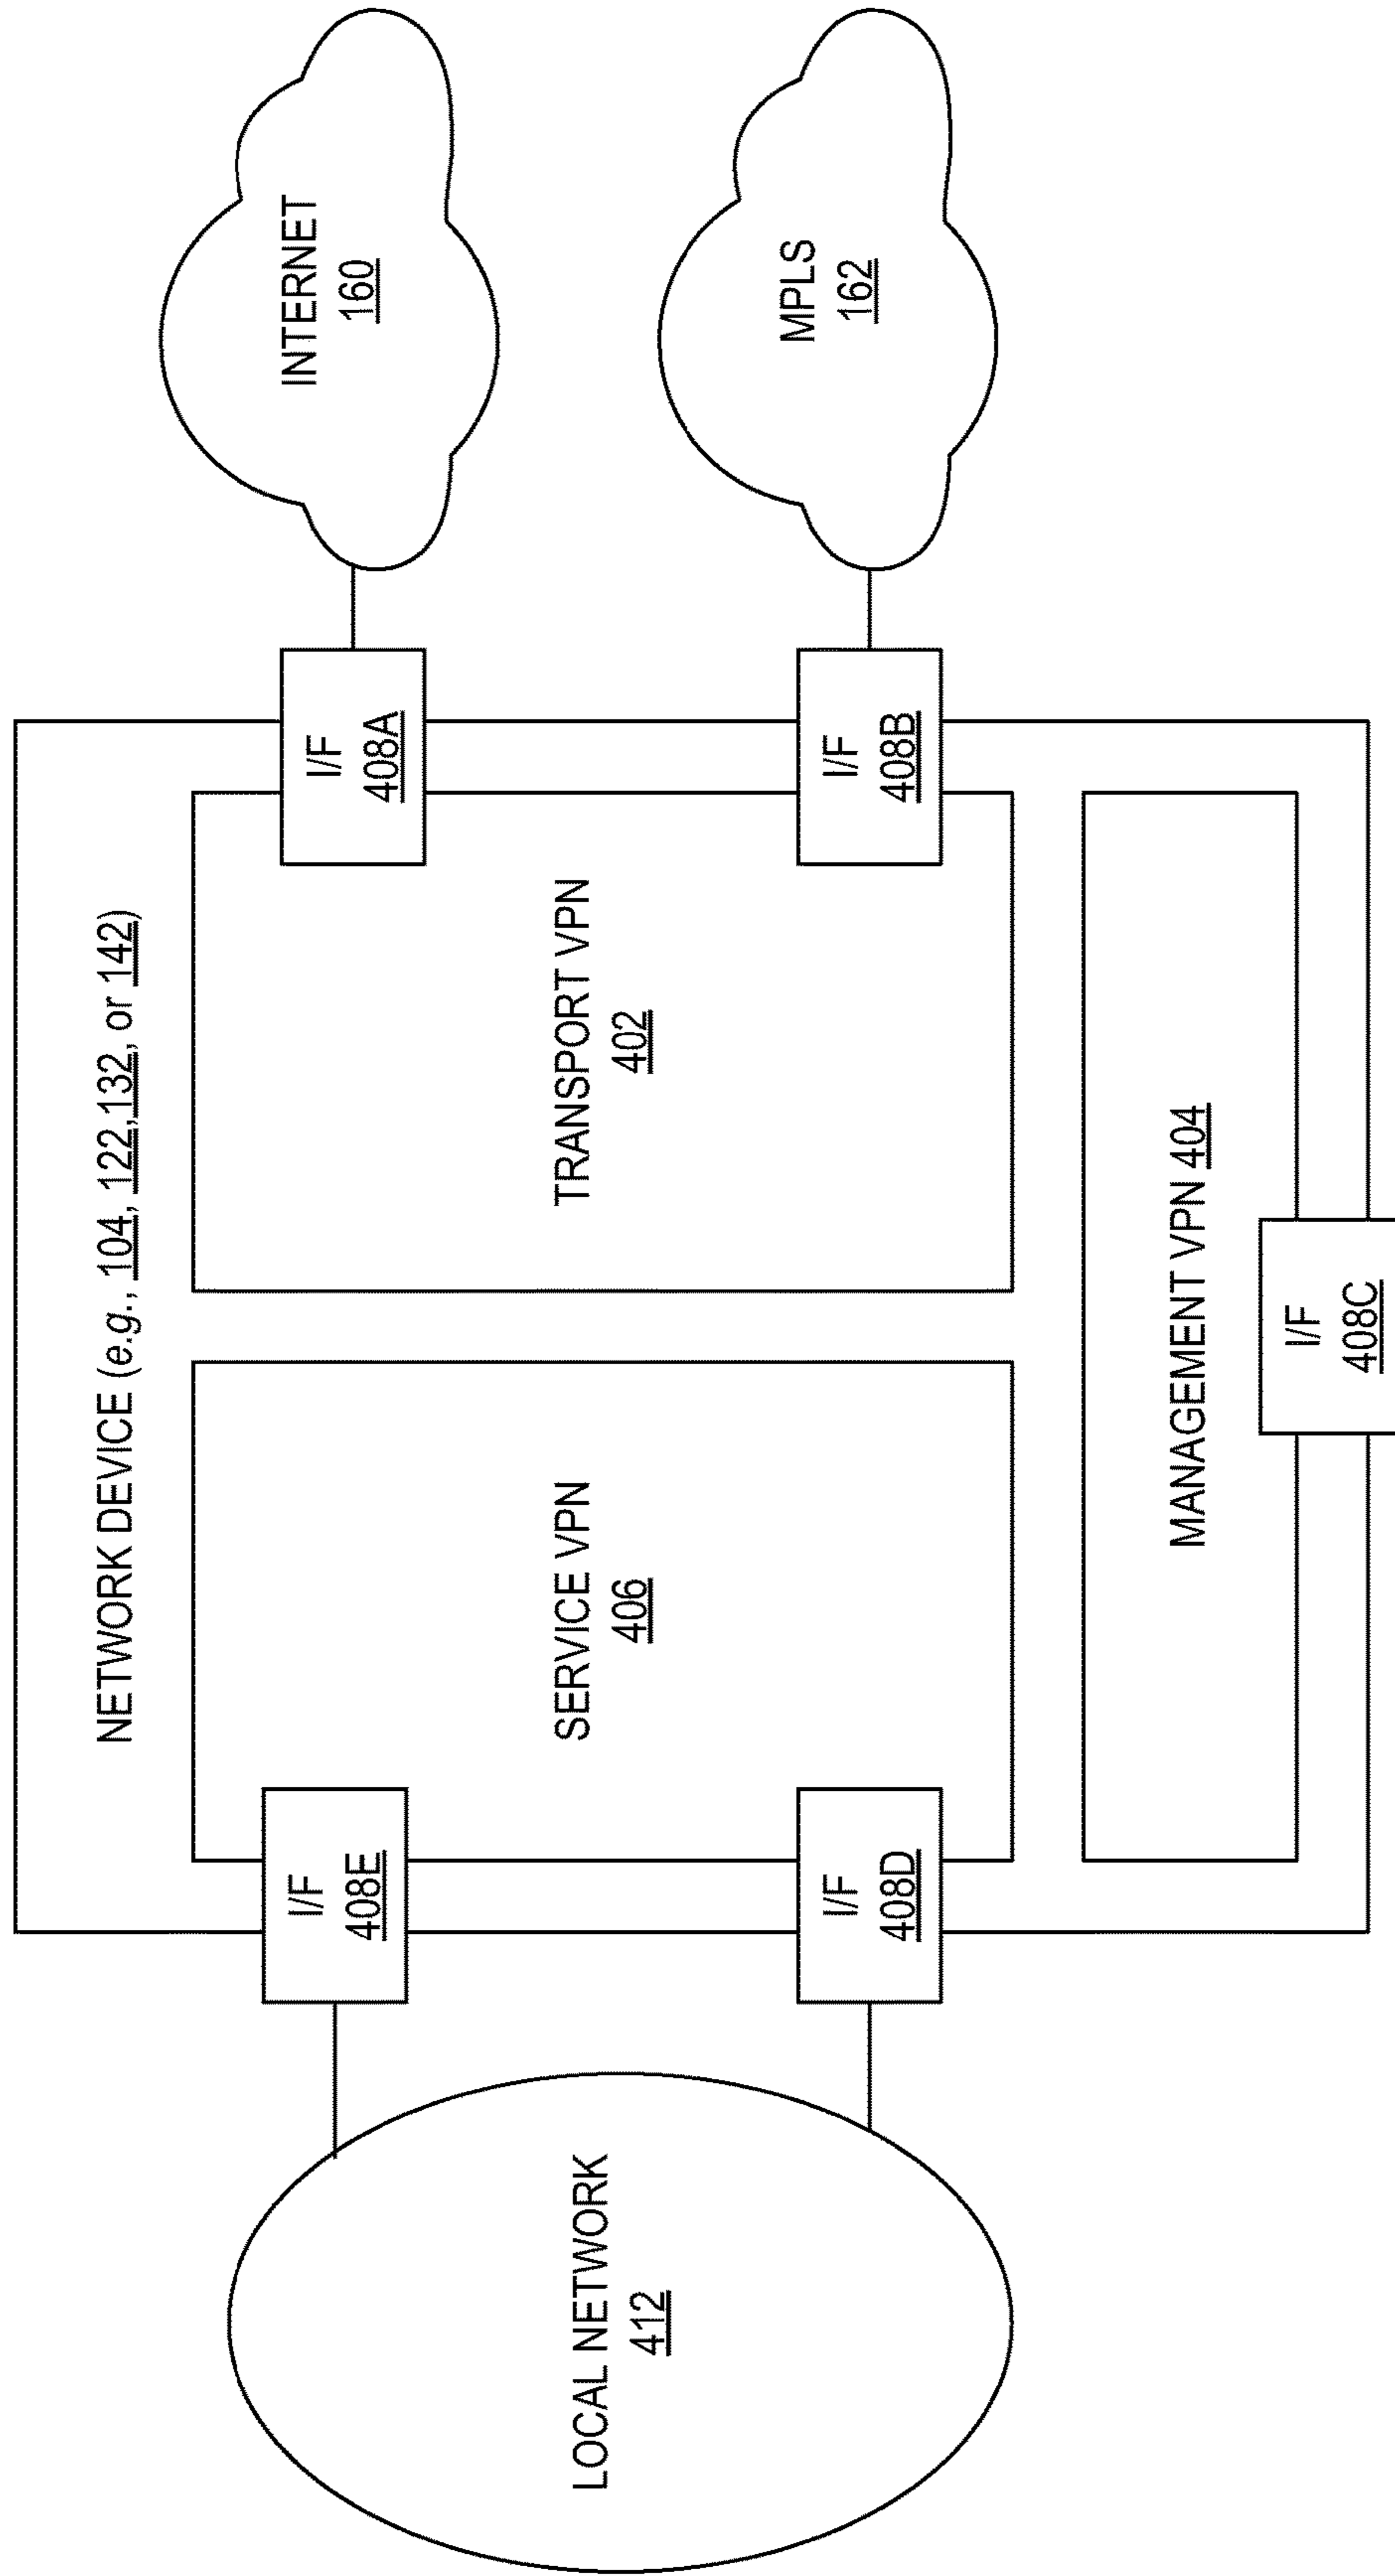 NETWORK DEVICE (e.g., 104, 122,132, or 142)
I/F
408E
I/F
408A
INTERNET
160
LOCAL NETWORK
412
SERVICE VPN
406
TRANSPORT VPN
402
I/F
408D
I/F
408B
MPLS
162
MANAGEMENT VPN 404
I/F
408C